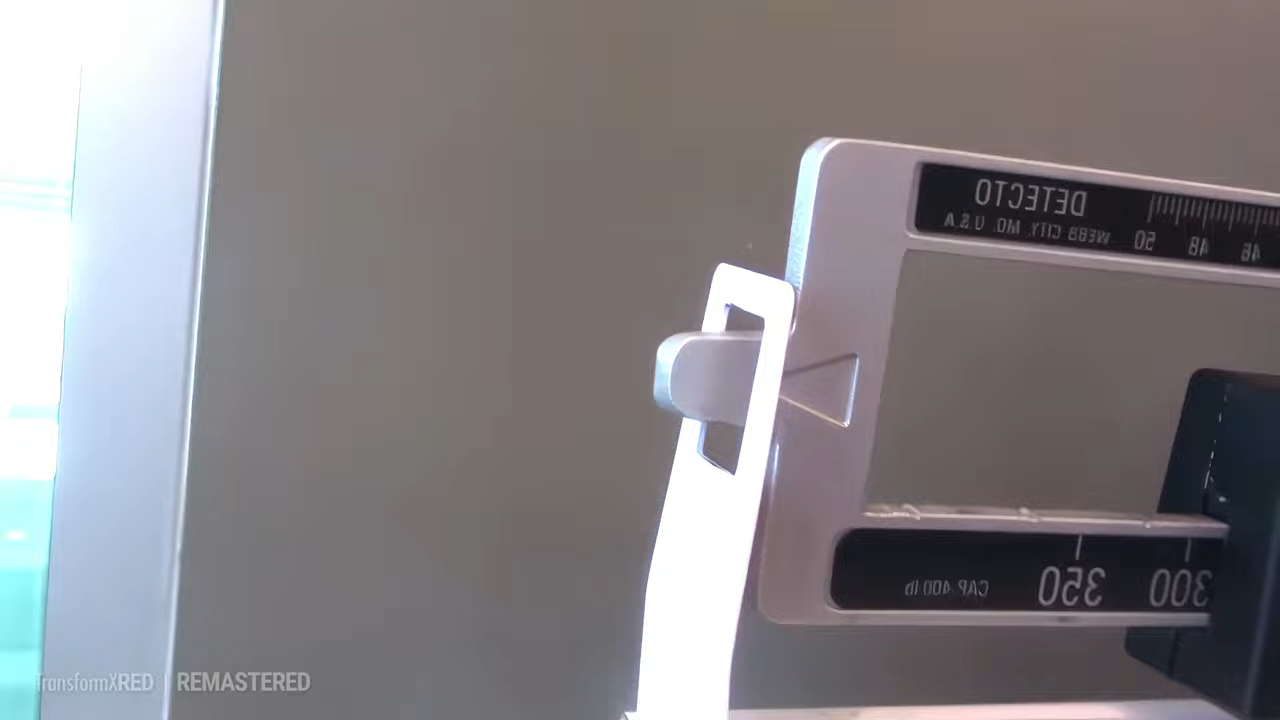 DETECTO
WEBB CITY, MO. U.S.A.
50 48 46
350 300
CAP 400 lb
TransformXRED | REMASTERED